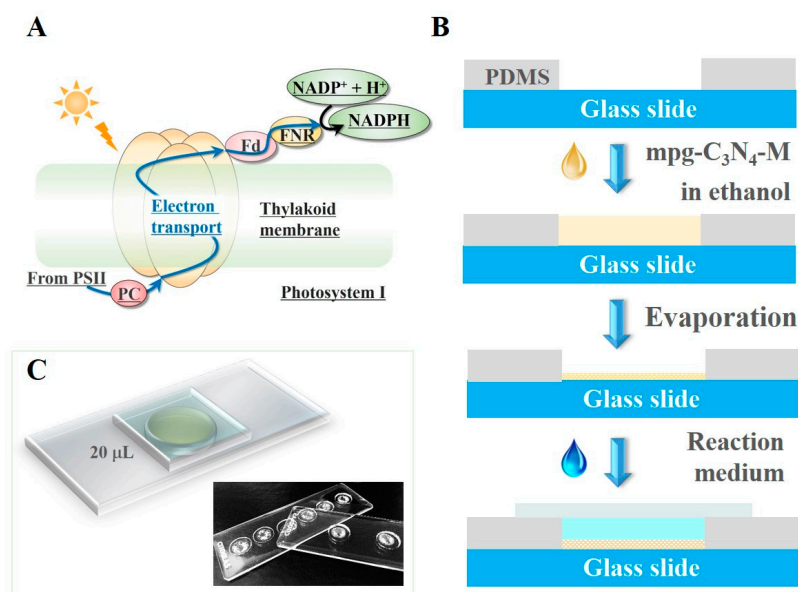 A
NADP⁺ + H⁺
NADPH
FNR
Fd
Electron
transport
Thylakoid
membrane
From PSII
PC
Photosystem I
B
PDMS
Glass slide
mpg-C₃N₄-M
in ethanol
Glass slide
Evaporation
Glass slide
Reaction
medium
Glass slide
C
20 μL